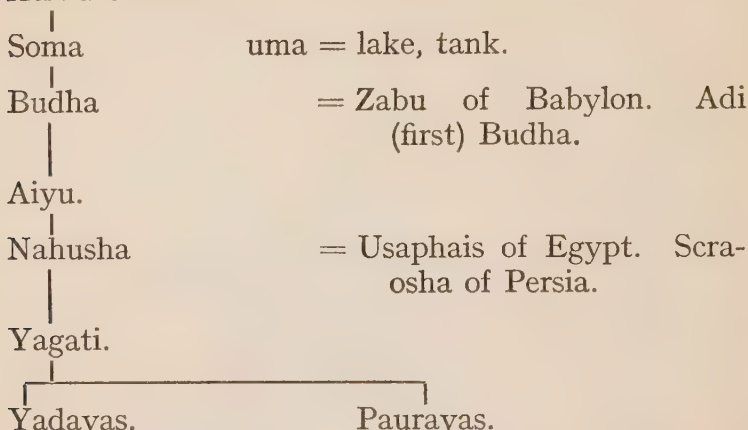 Soma uma = lake, tank.
Budha = Zabu of Babylon. Adi
(first) Budha.
Aiyu.
Nahusha = Usaphais of Egypt. Scra-
osha of Persia.
Yagati.
Yadavas. Pauravas.